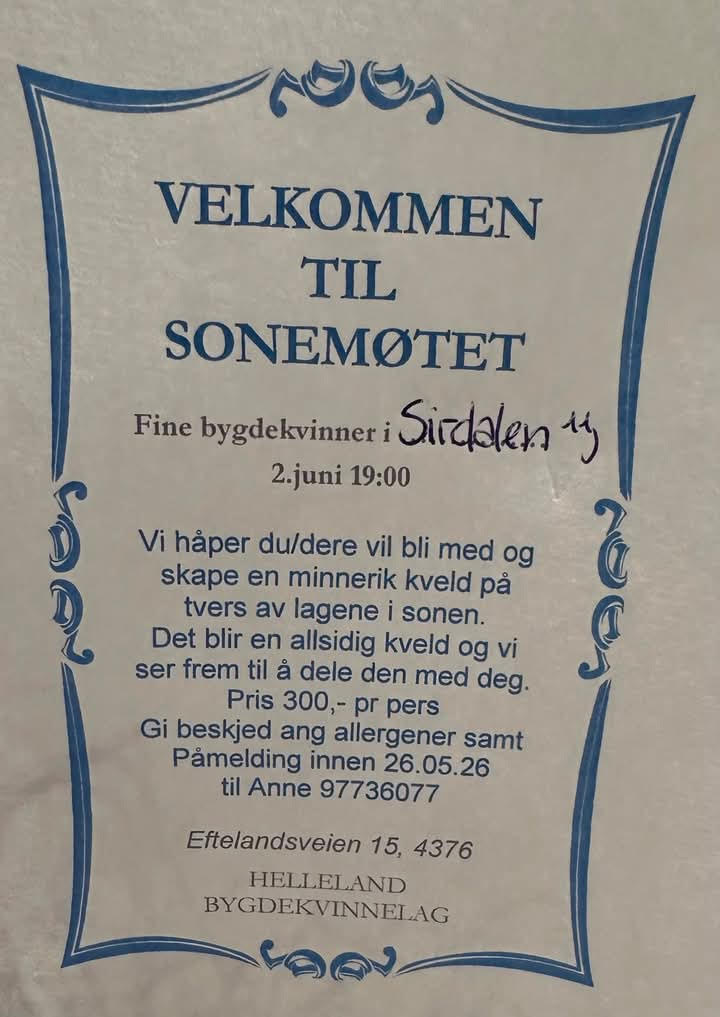 VELKOMMEN
TIL
SONEMØTET
Fine bygdekvinner i Sirdalen
2.juni 19:00
Vi håper du/dere vil bli med og
skape en minnerik kveld på
tvers av lagene i sonen.
Det blir en allsidig kveld og vi
ser frem til å dele den med deg.
Pris 300,- pr pers
Gi beskjed ang allergener samt
Påmelding innen 26.05.26
til Anne 97736077
Eftelandsveien 15, 4376
HELLELAND
BYGDEKVINNELAG